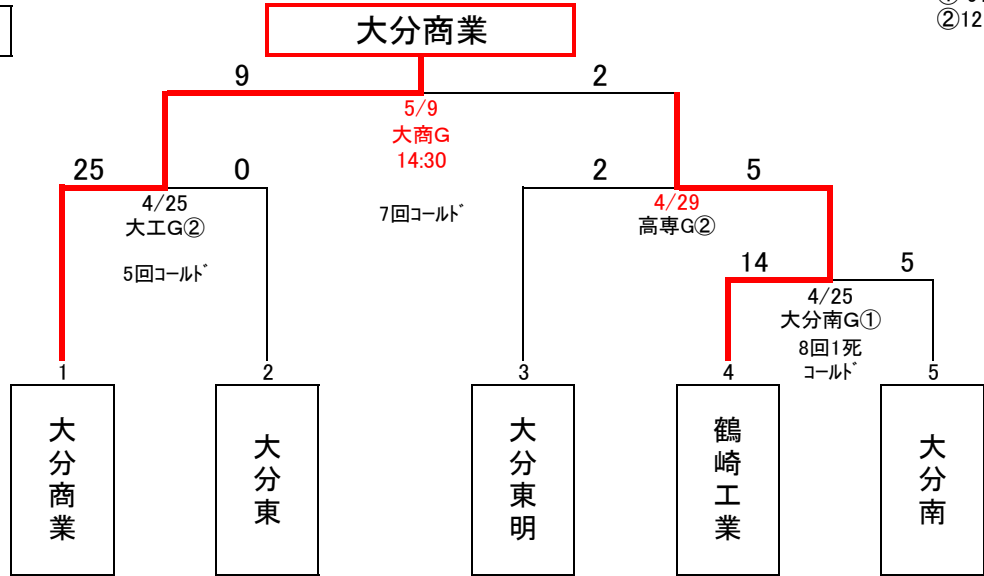 大分商業
②12
9
2
5/9
大商G
14:30
25
0
2
5
4/25
大工G②
7回コールド
4/29
高専G②
5回コールド
14
5
4/25
大分南G①
8回1死
コールド
1
2
3
4
5
大分商業
大分東
大分東明
鶴崎工業
大分南